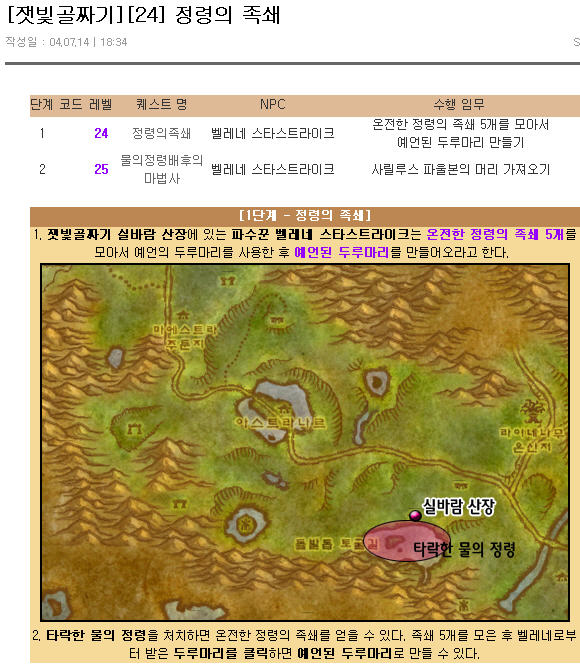 [잿빛골짜기][24] 정령의 족쇄
작성일 : 04,07,14 | 18:34
S
단계 코드 레벨 퀘스트 명 NPC 수행 임무
1 24 정령의족쇄 벨레네 스타스트라이크 온전한 정령의 족쇄 5개를 모아서
예언된 두루마리 만들기
2 25 물의정령배후의
마법사 벨레네 스타스트라이크 사릴루스 파울본의 머리 가져오기
[1단계 - 정령의 족쇄]
1. 잿빛골짜기 실바람 산장에 있는 파수꾼 벨레네 스타스트라이크는 온전한 정령의 족쇄 5개를
모아서 예언의 두루마리를 사용한 후 예언된 두루마리를 만들어오라고 한다.
마에스트라
주둔지
아스트라나르
라이네나무
은신처
실바람 산장
타락한 물의 정령
2. 타락한 물의 정령을 처치하면 온전한 정령의 족쇄를 얻을 수 있다. 족쇄 5개를 모은 후 벨레네로부
터 받은 두루마리를 클릭하면 예언된 두루마리로 만들 수 있다.